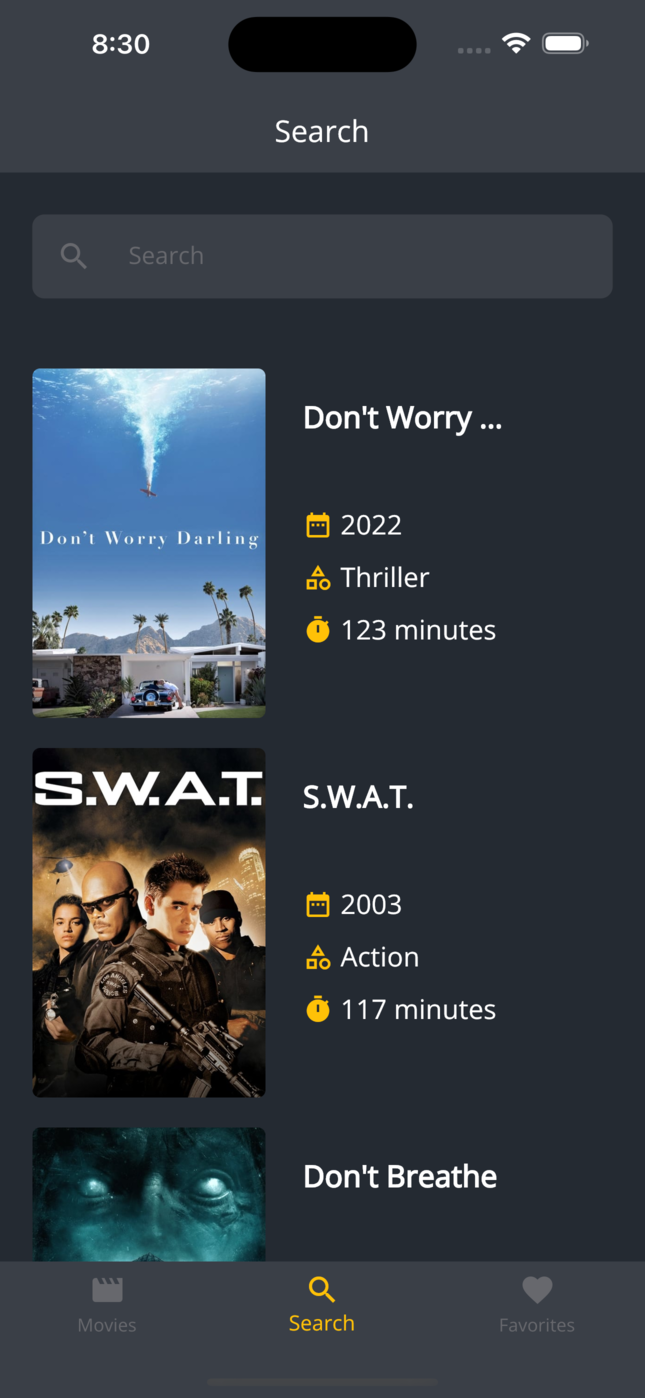 8:30
Search
Search
Don't Worry Darling
Don't Worry ...
2022
Thriller
123 minutes
S.W.A.T.
S.W.A.T.
2003
Action
117 minutes
Don't Breathe
Movies
Search
Favorites